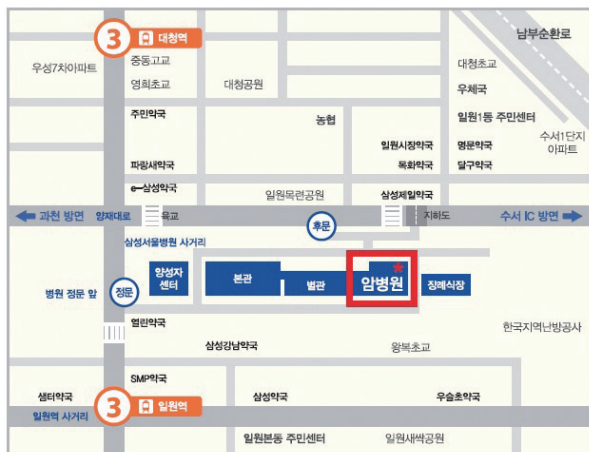 3 대청역
남부순환로
우성7차아파트
중동고교
영희초교
대청공원
대청초교
우체국
주민약국
농협
일원1동 주민센터
수서1단지
아파트
일원시장약국
명문약국
파랑새약국
목화약국
달구약국
e-삼성약국
일원목련공원
삼성제일약국
과천 방면
양재대로
육교
후문
지하도
수서 IC 방면
삼성서울병원 사거리
병원 정문 앞
정문
양성자
센터
본관
별관
암병원
*
장례식장
열린약국
한국지역난방공사
삼성강남약국
왕복초교
SMP약국
샘터약국
3 일원역
삼성약국
우슬초약국
일원역 사거리
일원본동 주민센터
일원새싹공원